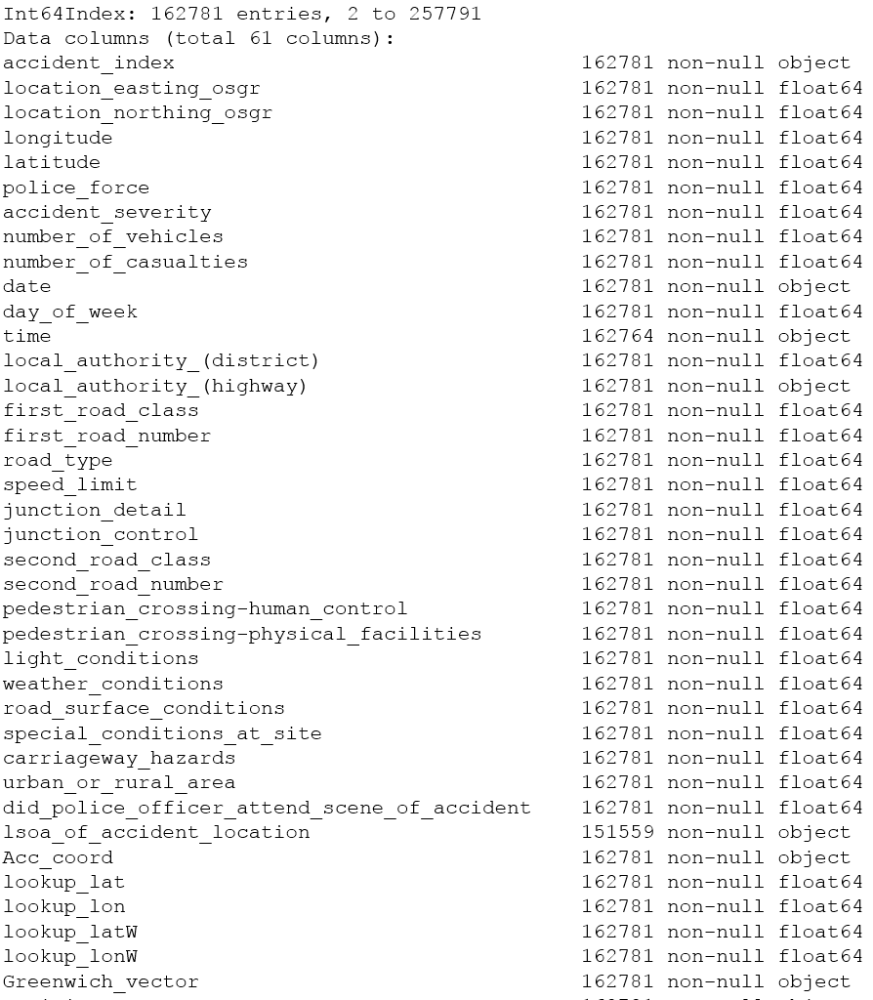 Int64Index: 162781 entries, 2 to 257791
Data columns (total 61 columns):
accident_index 162781 non-null object
location_easting_osgr 162781 non-null float64
location_northing_osgr 162781 non-null float64
longitude 162781 non-null float64
latitude 162781 non-null float64
police_force 162781 non-null float64
accident_severity 162781 non-null float64
number_of_vehicles 162781 non-null float64
number_of_casualties 162781 non-null float64
date 162781 non-null object
day_of_week 162781 non-null float64
time 162764 non-null object
local_authority_(district) 162781 non-null float64
local_authority_(highway) 162781 non-null object
first_road_class 162781 non-null float64
first_road_number 162781 non-null float64
road_type 162781 non-null float64
speed_limit 162781 non-null float64
junction_detail 162781 non-null float64
junction_control 162781 non-null float64
second_road_class 162781 non-null float64
second_road_number 162781 non-null float64
pedestrian_crossing-human_control 162781 non-null float64
pedestrian_crossing-physical_facilities 162781 non-null float64
light_conditions 162781 non-null float64
weather_conditions 162781 non-null float64
road_surface_conditions 162781 non-null float64
special_conditions_at_site 162781 non-null float64
carriageway_hazards 162781 non-null float64
urban_or_rural_area 162781 non-null float64
did_police_officer_attend_scene_of_accident 162781 non-null float64
lsoa_of_accident_location 151559 non-null object
Acc_coord 162781 non-null object
lookup_lat 162781 non-null float64
lookup_lon 162781 non-null float64
lookup_latW 162781 non-null float64
lookup_lonW 162781 non-null float64
Greenwich_vector 162781 non-null object